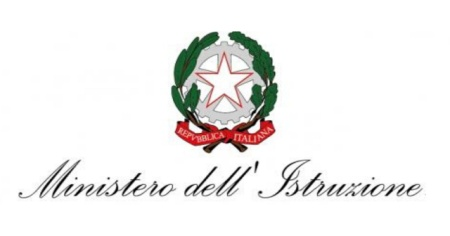 REPVBBLICA ITALIANA
Ministero dell'Istruzione